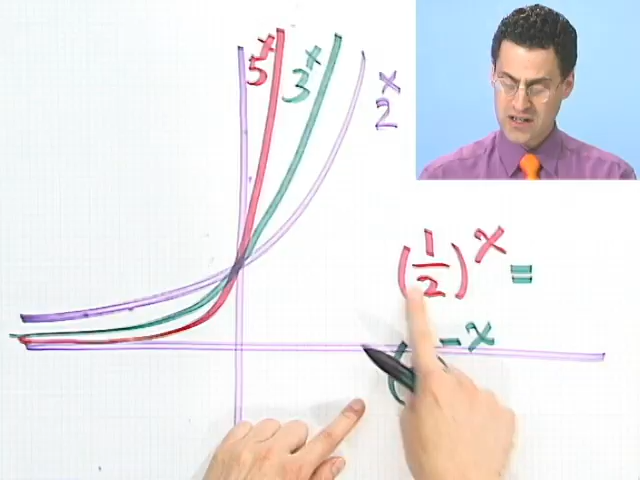 5^x 3^x 2^x
(1/2)^x =
( ^-x